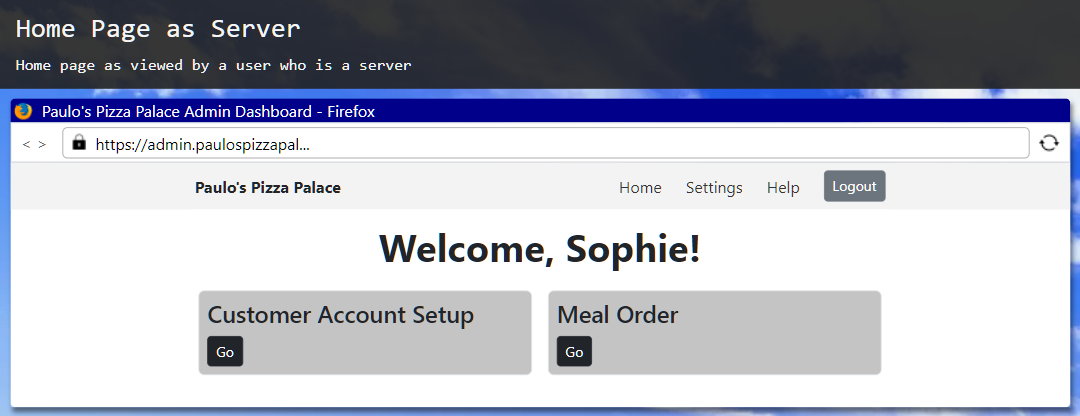 Home Page as Server
Home page as viewed by a user who is a server
Paulo's Pizza Palace Admin Dashboard - Firefox
< > https://admin.paulospizzapal...
Paulo's Pizza Palace Home Settings Help Logout
Welcome, Sophie!
Customer Account Setup
Go
Meal Order
Go